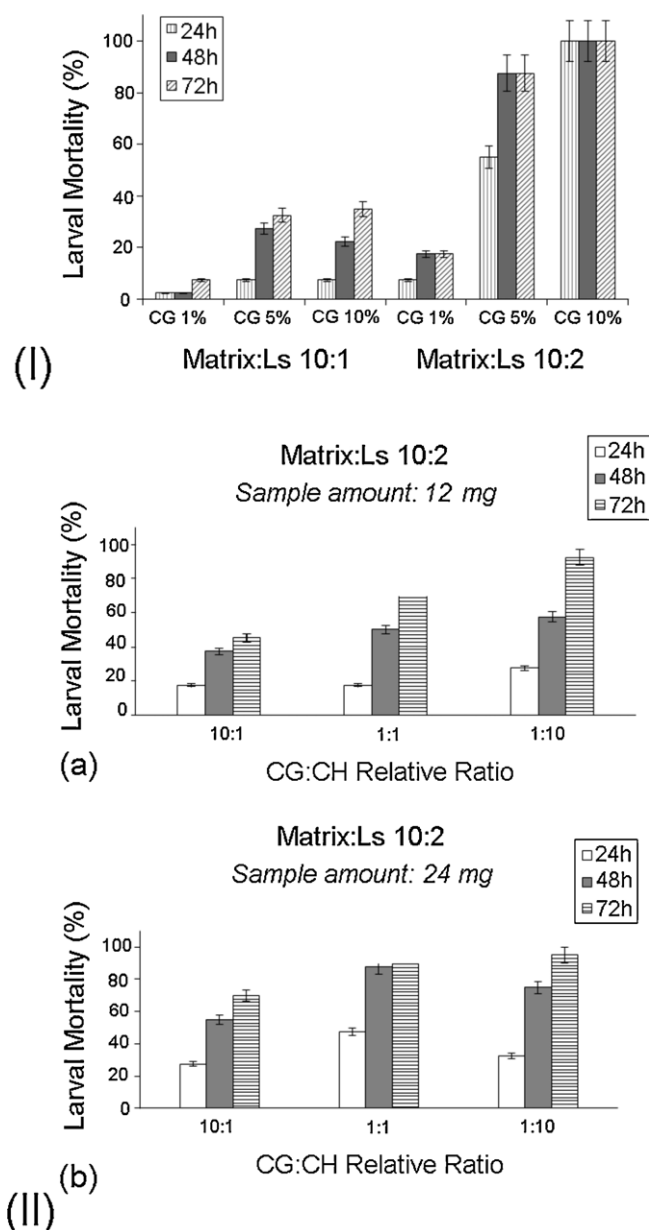 Larval Mortality (%)
100
80
60
40
20
0
24h
48h
72h
CG 1% CG 5% CG 10% CG 1% CG 5% CG 10%
Matrix:Ls 10:1 Matrix:Ls 10:2
(I)
Matrix:Ls 10:2
Sample amount: 12 mg
24h
48h
72h
Larval Mortality (%)
100
80
60
40
20
0
10:1 1:1 1:10
(a)
CG:CH Relative Ratio
Matrix:Ls 10:2
Sample amount: 24 mg
24h
48h
72h
Larval Mortality (%)
100
80
60
40
20
0
10:1 1:1 1:10
CG:CH Relative Ratio
(b)
(II)